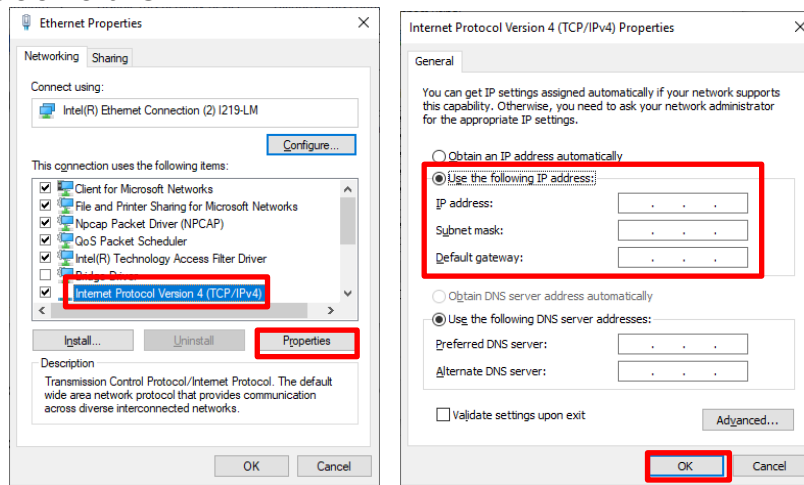 Ethernet Properties
Networking Sharing
Connect using:
Intel(R) Ethernet Connection (2) I219-LM
Configure...
This connection uses the following items:
Client for Microsoft Networks
File and Printer Sharing for Microsoft Networks
Npcap Packet Driver (NPCAP)
QoS Packet Scheduler
Intel(R) Technology Access Filter Driver
Bridge Driver
Internet Protocol Version 4 (TCP/IPv4)
Install... Uninstall Properties
Description
Transmission Control Protocol/Internet Protocol. The default
wide area network protocol that provides communication
across diverse interconnected networks.
OK Cancel
Internet Protocol Version 4 (TCP/IPv4) Properties
General
You can get IP settings assigned automatically if your network supports
this capability. Otherwise, you need to ask your network administrator
for the appropriate IP settings.
Obtain an IP address automatically
Use the following IP address:
IP address:
Subnet mask:
Default gateway:
Obtain DNS server address automatically
Use the following DNS server addresses:
Preferred DNS server:
Alternate DNS server:
Validate settings upon exit
Advanced...
OK Cancel